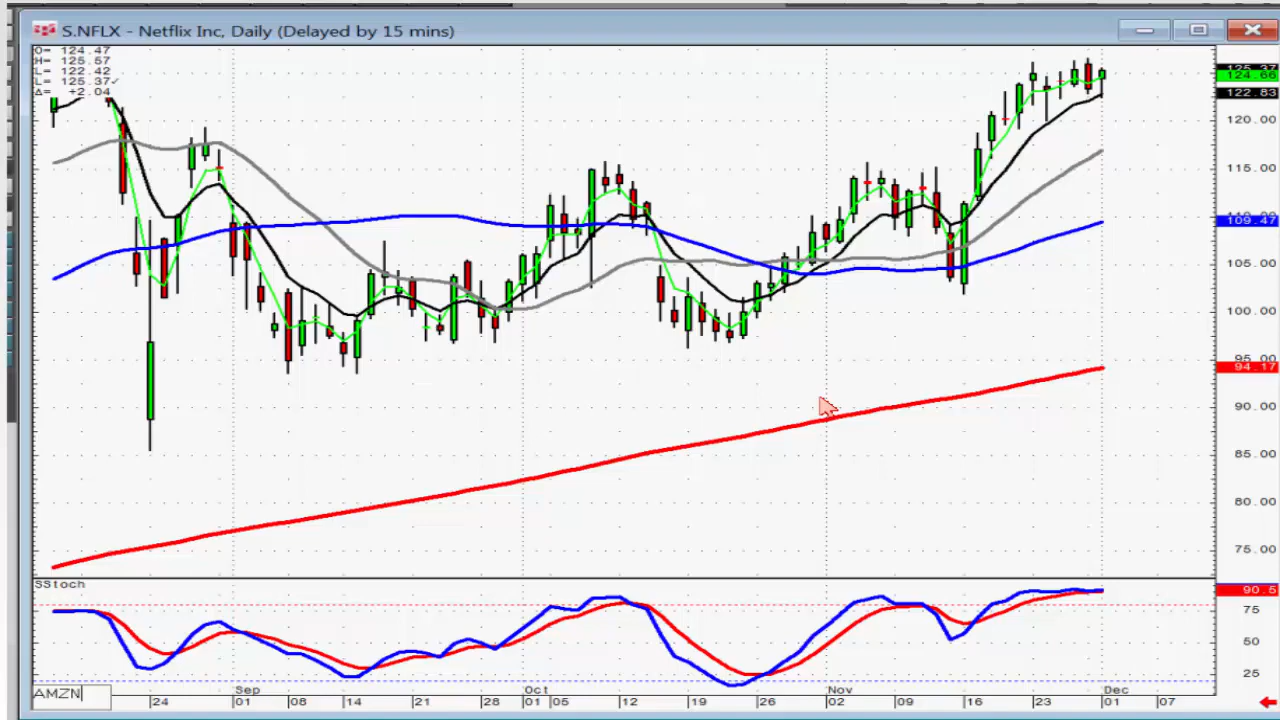 S.NFLX - Netflix Inc, Daily (Delayed by 15 mins)
O= 124.47
H= 125.57
L= 122.42
L= 125.37✓
Δ= +2.04
125.37
124.66
122.83
120.00
115.00
109.47
105.00
100.00
95.00
94.17
90.00
85.00
80.00
75.00
SStoch
90.5
75
50
25
AMZN
Sep Oct Nov Dec
24 01 08 14 21 28 05 12 19 26 02 09 16 23 01 07